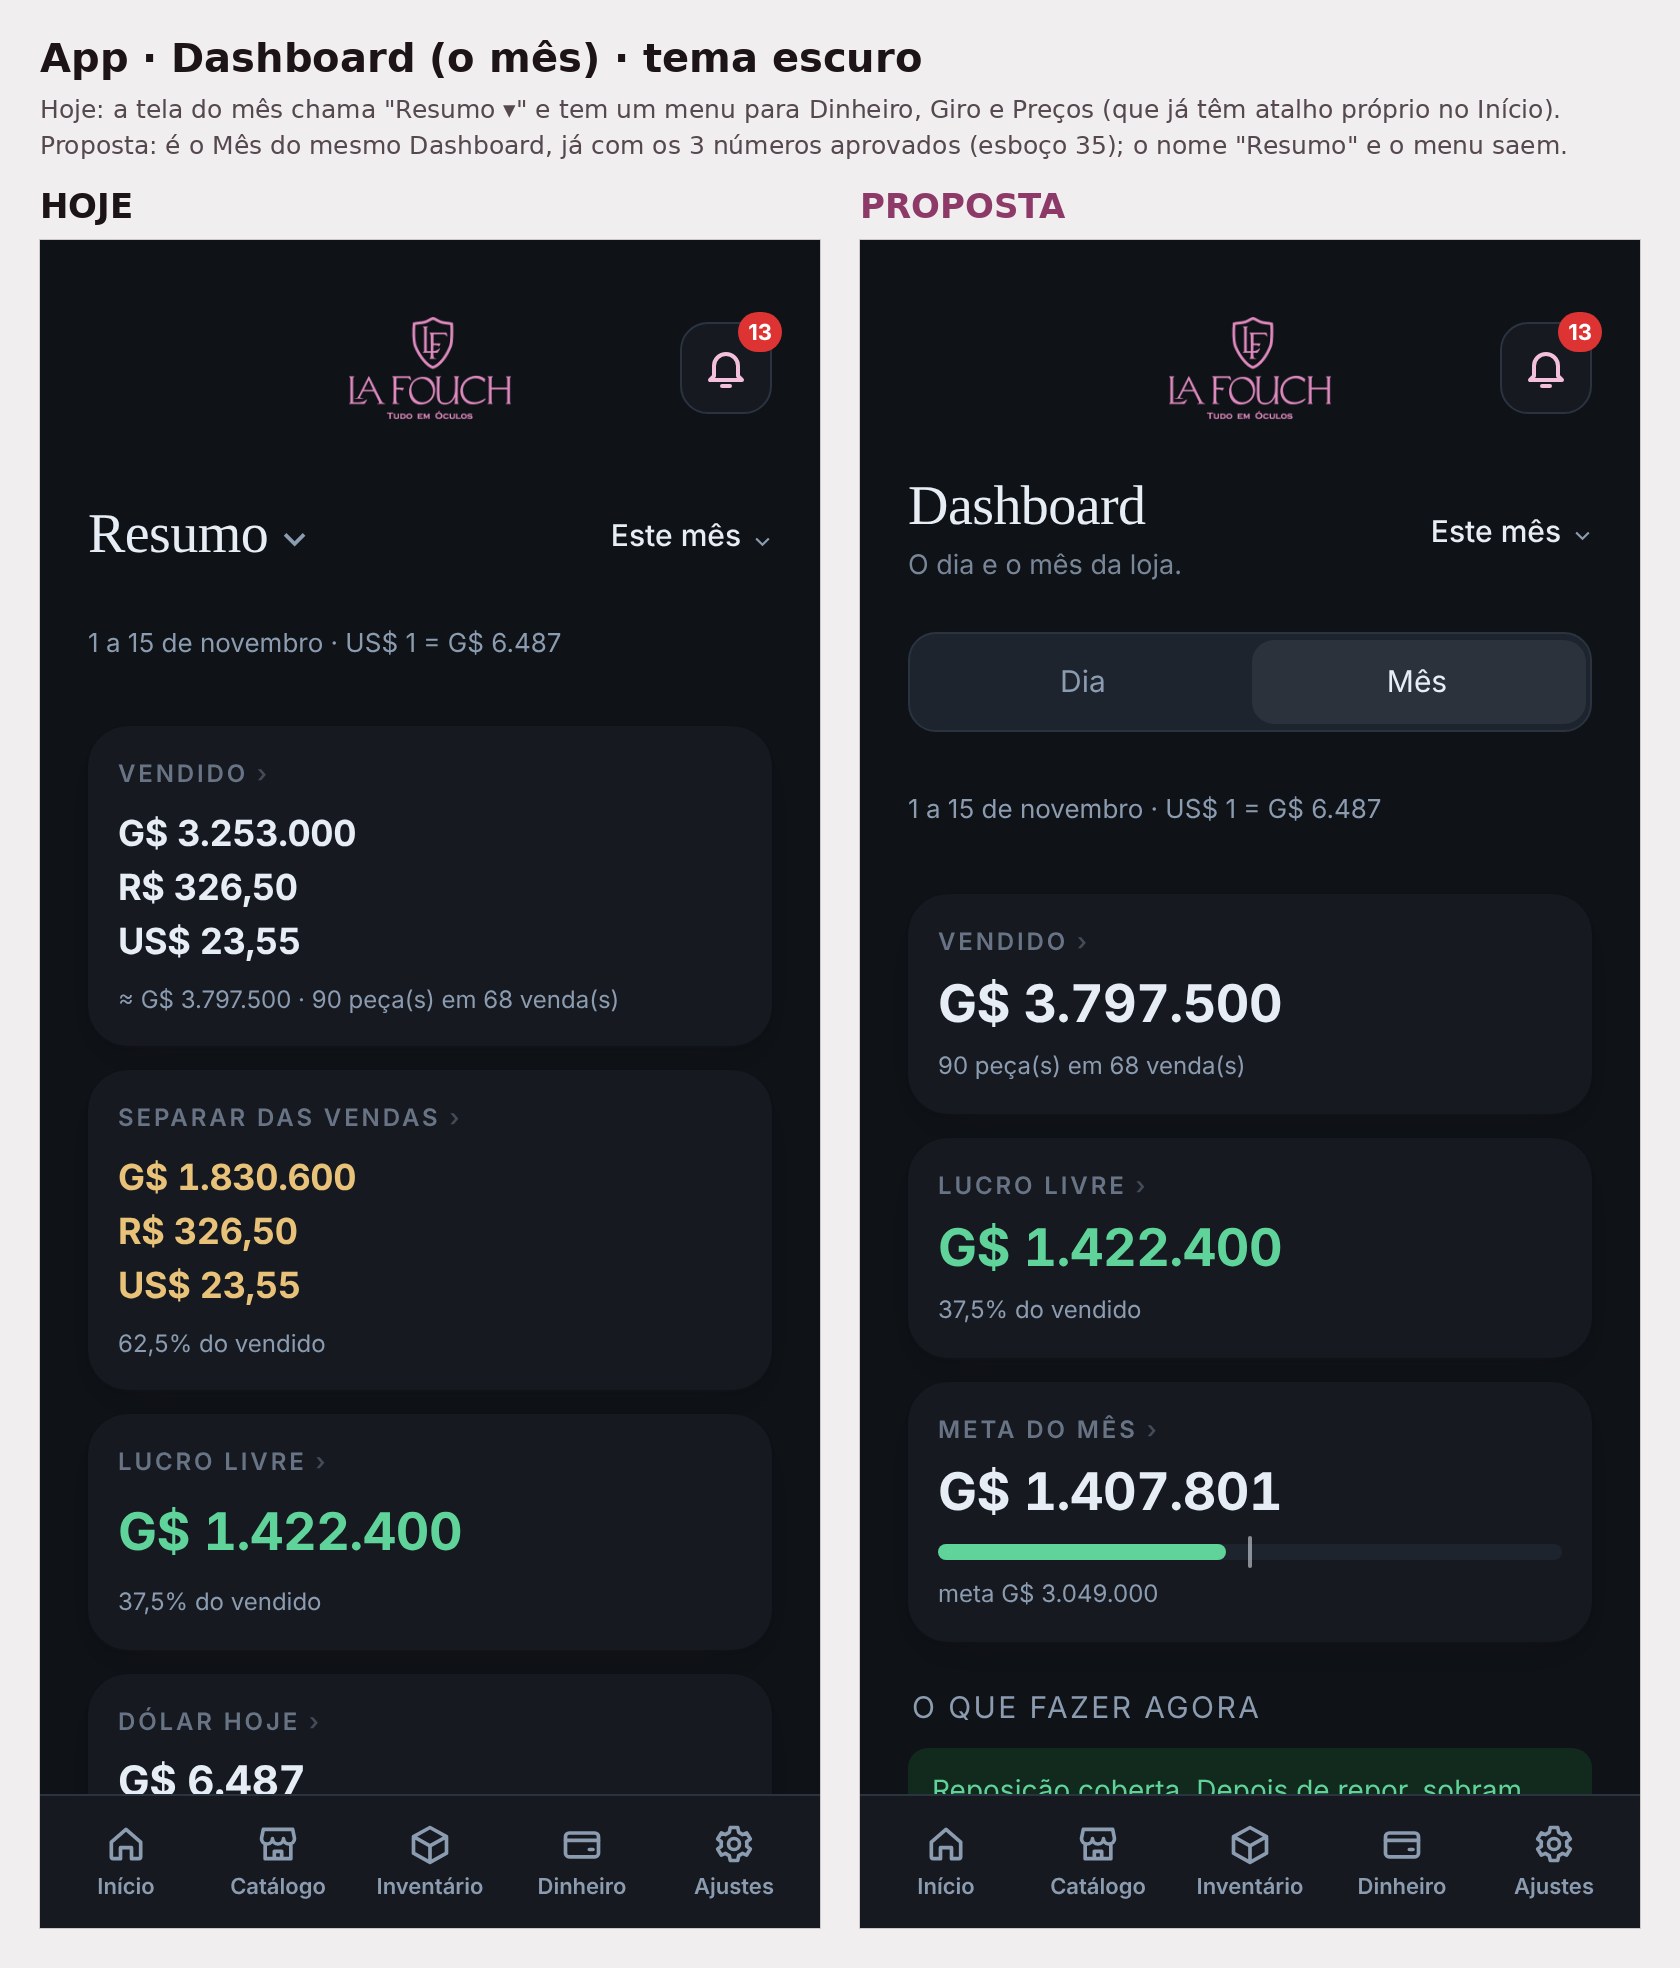 App · Dashboard (o mês) · tema escuro
Hoje: a tela do mês chama "Resumo ▾" e tem um menu para Dinheiro, Giro e Preços (que já têm atalho próprio no Início).
Proposta: é o Mês do mesmo Dashboard, já com os 3 números aprovados (esboço 35); o nome "Resumo" e o menu saem.
HOJE
LF
LA FOUCH
TUDO EM ÓCULOS
13
Resumo
Este mês
1 a 15 de novembro · US$ 1 = G$ 6.487
VENDIDO ›
G$ 3.253.000
R$ 326,50
US$ 23,55
≈ G$ 3.797.500 · 90 peça(s) em 68 venda(s)
SEPARAR DAS VENDAS ›
G$ 1.830.600
R$ 326,50
US$ 23,55
62,5% do vendido
LUCRO LIVRE ›
G$ 1.422.400
37,5% do vendido
DÓLAR HOJE ›
G$ 6.487
Início
Catálogo
Inventário
Dinheiro
Ajustes
PROPOSTA
LF
LA FOUCH
TUDO EM ÓCULOS
13
Dashboard
Este mês
O dia e o mês da loja.
Dia
Mês
1 a 15 de novembro · US$ 1 = G$ 6.487
VENDIDO ›
G$ 3.797.500
90 peça(s) em 68 venda(s)
LUCRO LIVRE ›
G$ 1.422.400
37,5% do vendido
META DO MÊS ›
G$ 1.407.801
meta G$ 3.049.000
O QUE FAZER AGORA
Reposição coberta. Depois de repor, sobram
Início
Catálogo
Inventário
Dinheiro
Ajustes